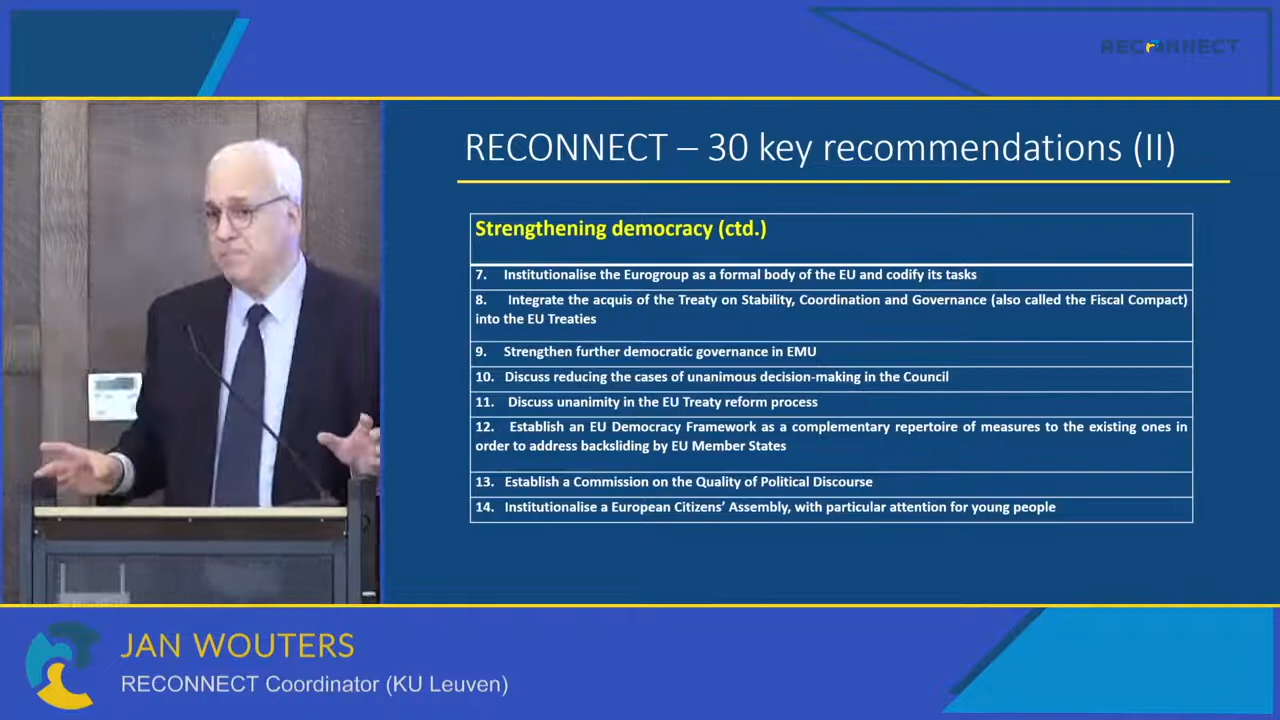 RECONNECT
RECONNECT – 30 key recommendations (II)
Strengthening democracy (ctd.)
7. Institutionalise the Eurogroup as a formal body of the EU and codify its tasks
8. Integrate the acquis of the Treaty on Stability, Coordination and Governance (also called the Fiscal Compact)
into the EU Treaties
9. Strengthen further democratic governance in EMU
10. Discuss reducing the cases of unanimous decision-making in the Council
11. Discuss unanimity in the EU Treaty reform process
12. Establish an EU Democracy Framework as a complementary repertoire of measures to the existing ones in
order to address backsliding by EU Member States
13. Establish a Commission on the Quality of Political Discourse
14. Institutionalise a European Citizens’ Assembly, with particular attention for young people
JAN WOUTERS
RECONNECT Coordinator (KU Leuven)